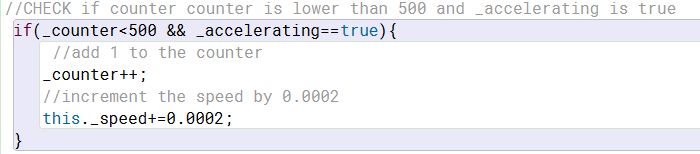 //CHECK if counter counter is lower than 500 and _accelerating is true
if(_counter<500 && _accelerating==true){
//add 1 to the counter
_counter++;
//increment the speed by 0.0002
this._speed+=0.0002;
}